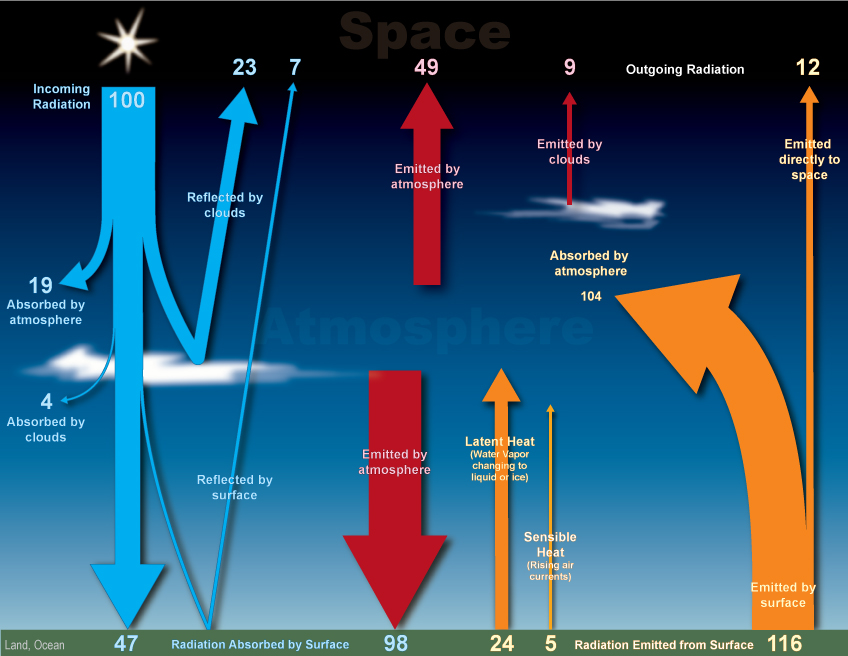 Space
23
7
49
9
Outgoing Radiation
12
Incoming
Radiation
100
Emitted by
clouds
Emitted
directly to
space
Emitted by
atmosphere
Reflected by
clouds
Absorbed by
atmosphere
104
19
Absorbed by
atmosphere
Atmosphere
4
Absorbed by
clouds
Emitted by
atmosphere
Latent Heat
(Water Vapor
changing to
liquid or ice)
Reflected by
surface
Sensible
Heat
(Rising air
currents)
Emitted by
surface
Land, Ocean
47
Radiation Absorbed by Surface
98
24
5
Radiation Emitted from Surface
116